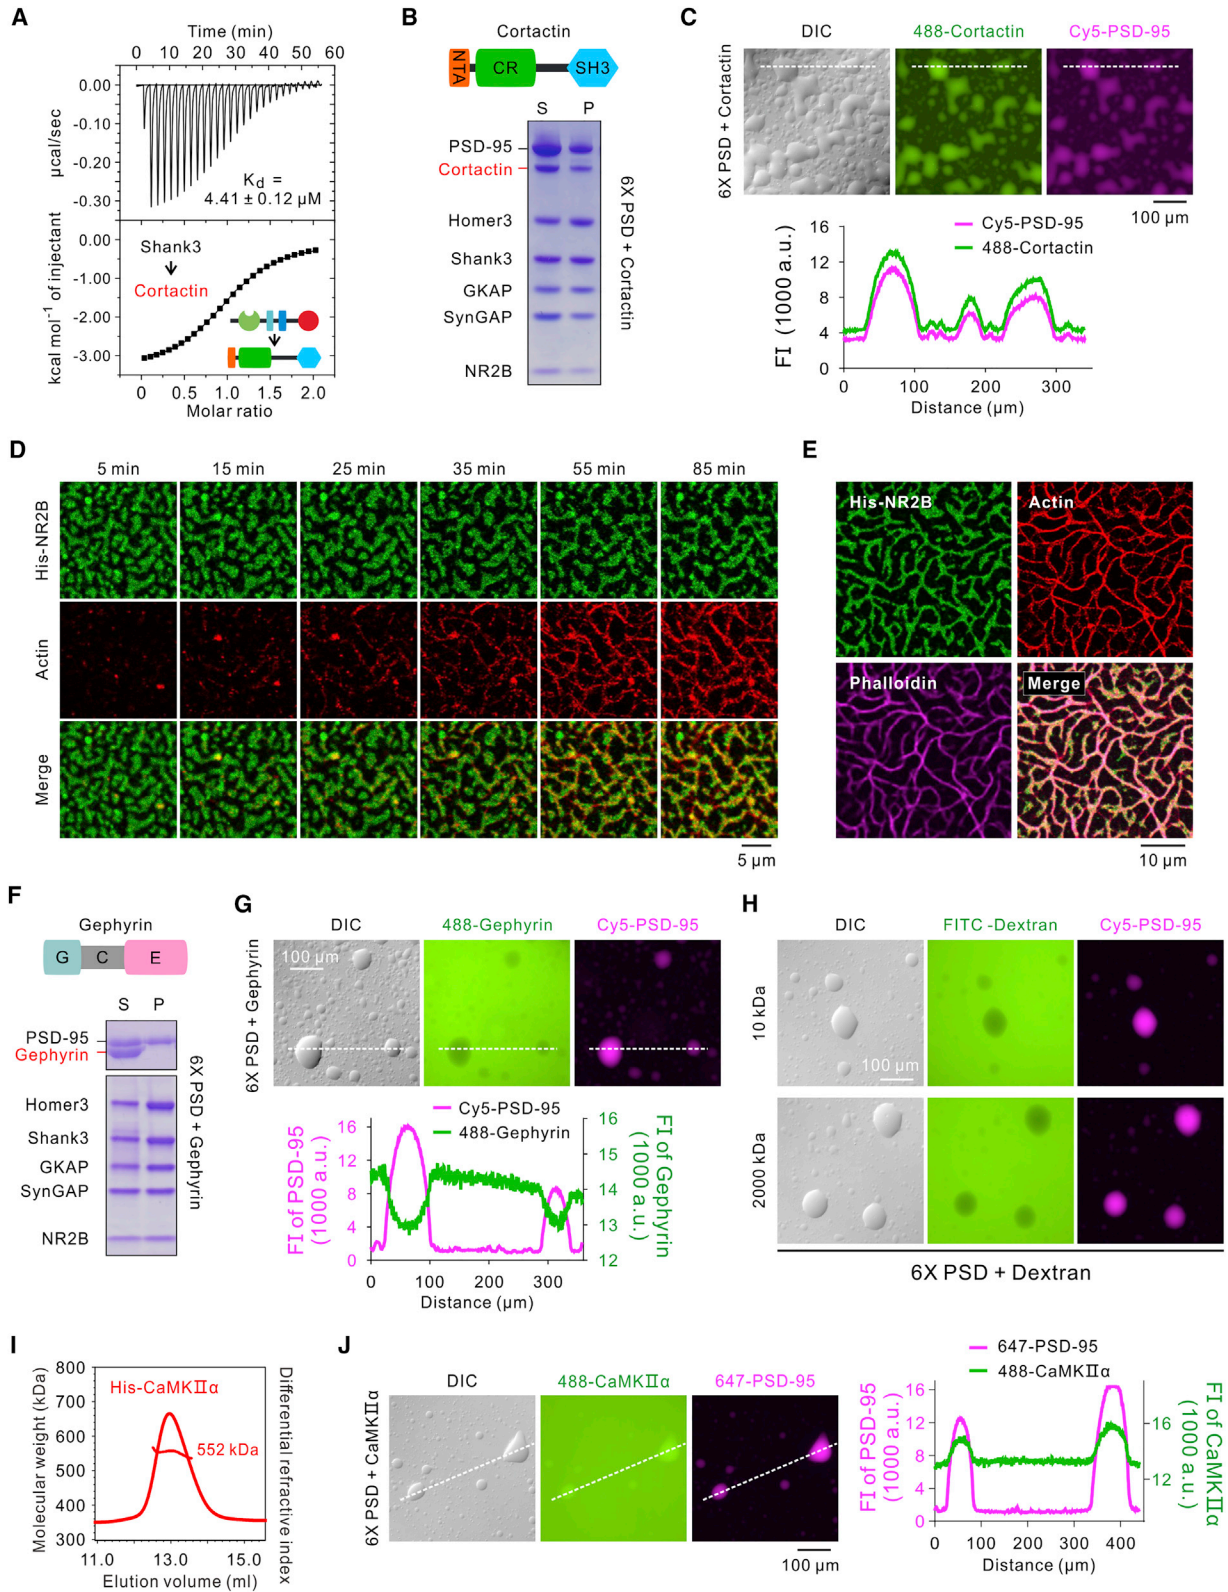 A
Time (min)
0 10 20 30 40 50 60
0.00
-0.10
-0.20
-0.30
µcal/sec
Kd =
4.41 ± 0.12 µM
0.00
-1.00
-2.00
-3.00
kcal mol⁻¹ of injectant
Shank3
Cortactin
0.0 0.5 1.0 1.5 2.0
Molar ratio
B
Cortactin
NTA CR SH3
S P
PSD-95
Cortactin
Homer3
Shank3
GKAP
SynGAP
NR2B
6X PSD + Cortactin
C
DIC 488-Cortactin Cy5-PSD-95
6X PSD + Cortactin
100 µm
Cy5-PSD-95
488-Cortactin
16
12
8
4
0
FI (1000 a.u.)
0 100 200 300
Distance (µm)
D
5 min 15 min 25 min 35 min 55 min 85 min
His-NR2B
Actin
Merge
5 µm
E
His-NR2B Actin
Phalloidin Merge
10 µm
F
Gephyrin
G C E
S P
PSD-95
Gephyrin
Homer3
Shank3
GKAP
SynGAP
NR2B
6X PSD + Gephyrin
G
DIC 488-Gephyrin Cy5-PSD-95
6X PSD + Gephyrin
100 µm
Cy5-PSD-95
488-Gephyrin
FI of PSD-95
(1000 a.u.)
16
12
8
4
0
16
15
14
13
12
FI of Gephyrin
(1000 a.u.)
0 100 200 300
Distance (µm)
H
DIC FITC-Dextran Cy5-PSD-95
10 kDa
100 µm
2000 kDa
6X PSD + Dextran
I
Molecular weight (kDa)
800
700
600
500
400
300
His-CaMKIIα
552 kDa
Differential refractive index
11.0 13.0 15.0
Elution volume (ml)
J
DIC 488-CaMKIIα 647-PSD-95
6X PSD + CaMKIIα
100 µm
647-PSD-95
488-CaMKIIα
FI of PSD-95
(1000 a.u.)
16
12
8
4
0
16
12
FI of CaMKIIα
(1000 a.u.)
0 100 200 300 400
Distance (µm)